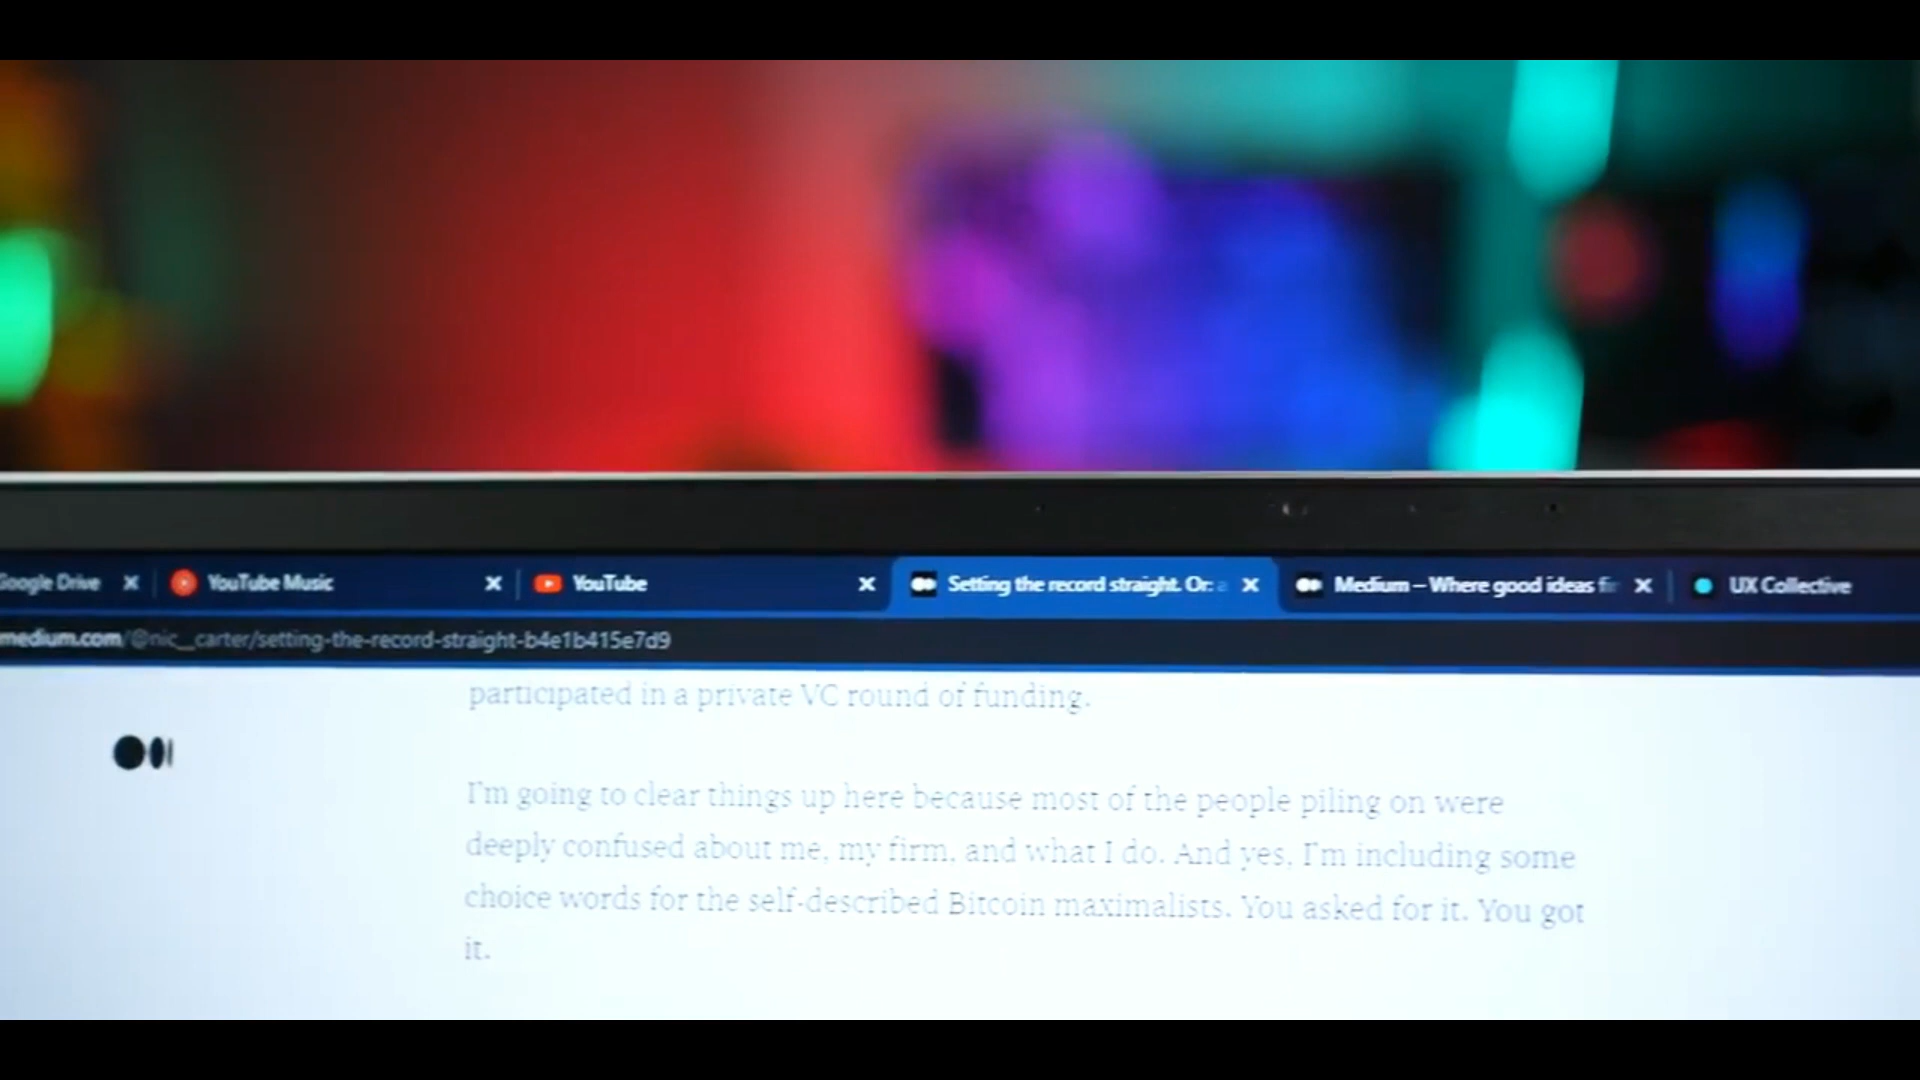 Google Drive
YouTube Music
YouTube
Setting the record straight. Or: a
Medium – Where good ideas fi
UX Collective
medium.com/@nic__carter/setting-the-record-straight-b4e1b415e7d9
participated in a private VC round of funding.
I'm going to clear things up here because most of the people piling on were
deeply confused about me, my firm, and what I do. And yes, I'm including some
choice words for the self-described Bitcoin maximalists. You asked for it. You got
it.